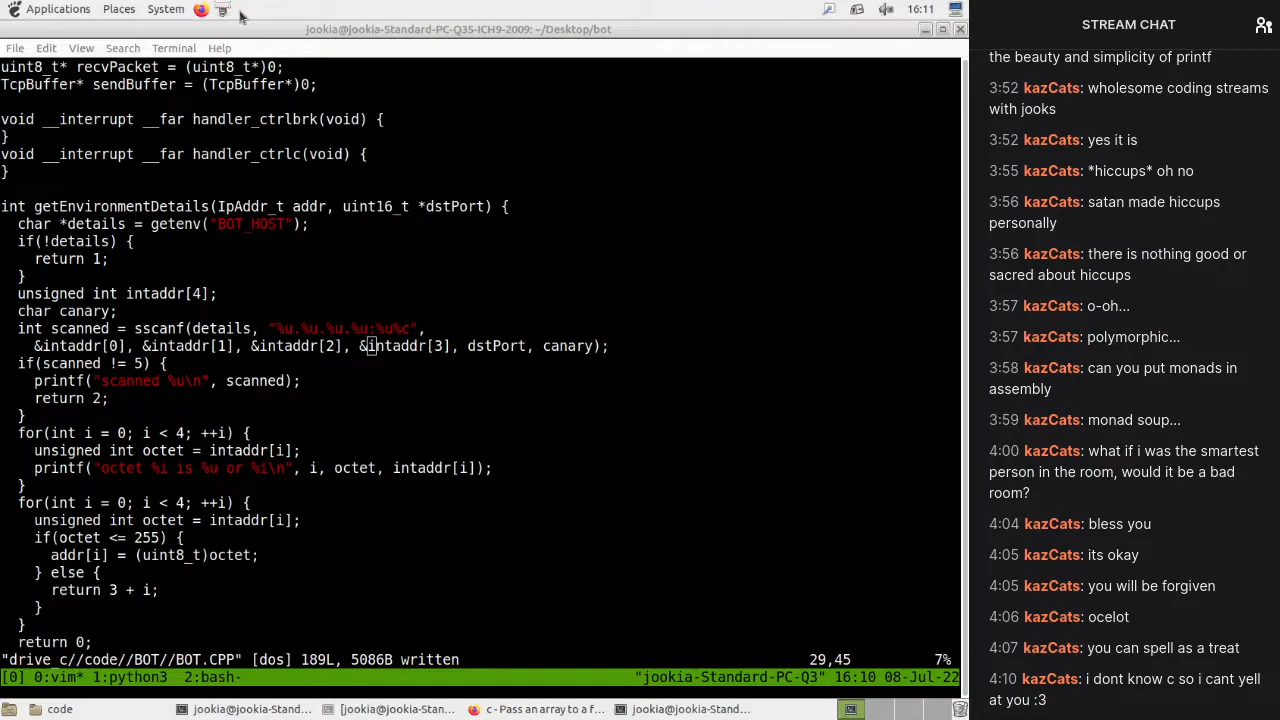 Applications Places System 16:11
jookia@jookia-Standard-PC-Q35-ICH9-2009: ~/Desktop/bot
File Edit View Search Terminal Help
uint8_t* recvPacket = (uint8_t*)0;
TcpBuffer* sendBuffer = (TcpBuffer*)0;
void __interrupt __far handler_ctrlbrk(void) {
}
void __interrupt __far handler_ctrlc(void) {
}
int getEnvironmentDetails(IpAddr_t addr, uint16_t *dstPort) {
char *details = getenv("BOT_HOST");
if(!details) {
return 1;
}
unsigned int intaddr[4];
char canary;
int scanned = sscanf(details, "%u.%u.%u.%u:%u%c",
&intaddr[0], &intaddr[1], &intaddr[2], &intaddr[3], dstPort, canary);
if(scanned != 5) {
printf("scanned %u\n", scanned);
return 2;
}
for(int i = 0; i < 4; ++i) {
unsigned int octet = intaddr[i];
printf("octet %i is %u or %i\n", i, octet, intaddr[i]);
}
for(int i = 0; i < 4; ++i) {
unsigned int octet = intaddr[i];
if(octet <= 255) {
addr[i] = (uint8_t)octet;
} else {
return 3 + i;
}
}
return 0;
"drive_c//code//BOT//BOT.CPP" [dos] 189L, 5086B written 29,45 7%
[0] 0:vim* 1:python3 2:bash- "jookia-Standard-PC-Q3" 16:10 08-Jul-22
code jookia@jookia-Standard... [jookia@jookia-Standa... c - Pass an array to a f... jookia@jookia-Standard...
STREAM CHAT
the beauty and simplicity of printf
3:52 kazCats: wholesome coding streams
with jooks
3:52 kazCats: yes it is
3:55 kazCats: *hiccups* oh no
3:56 kazCats: satan made hiccups
personally
3:56 kazCats: there is nothing good or
sacred about hiccups
3:57 kazCats: o-oh...
3:57 kazCats: polymorphic...
3:58 kazCats: can you put monads in
assembly
3:59 kazCats: monad soup...
4:00 kazCats: what if i was the smartest
person in the room, would it be a bad
room?
4:04 kazCats: bless you
4:05 kazCats: its okay
4:05 kazCats: you will be forgiven
4:06 kazCats: ocelot
4:07 kazCats: you can spell as a treat
4:10 kazCats: i dont know c so i cant yell
at you :3